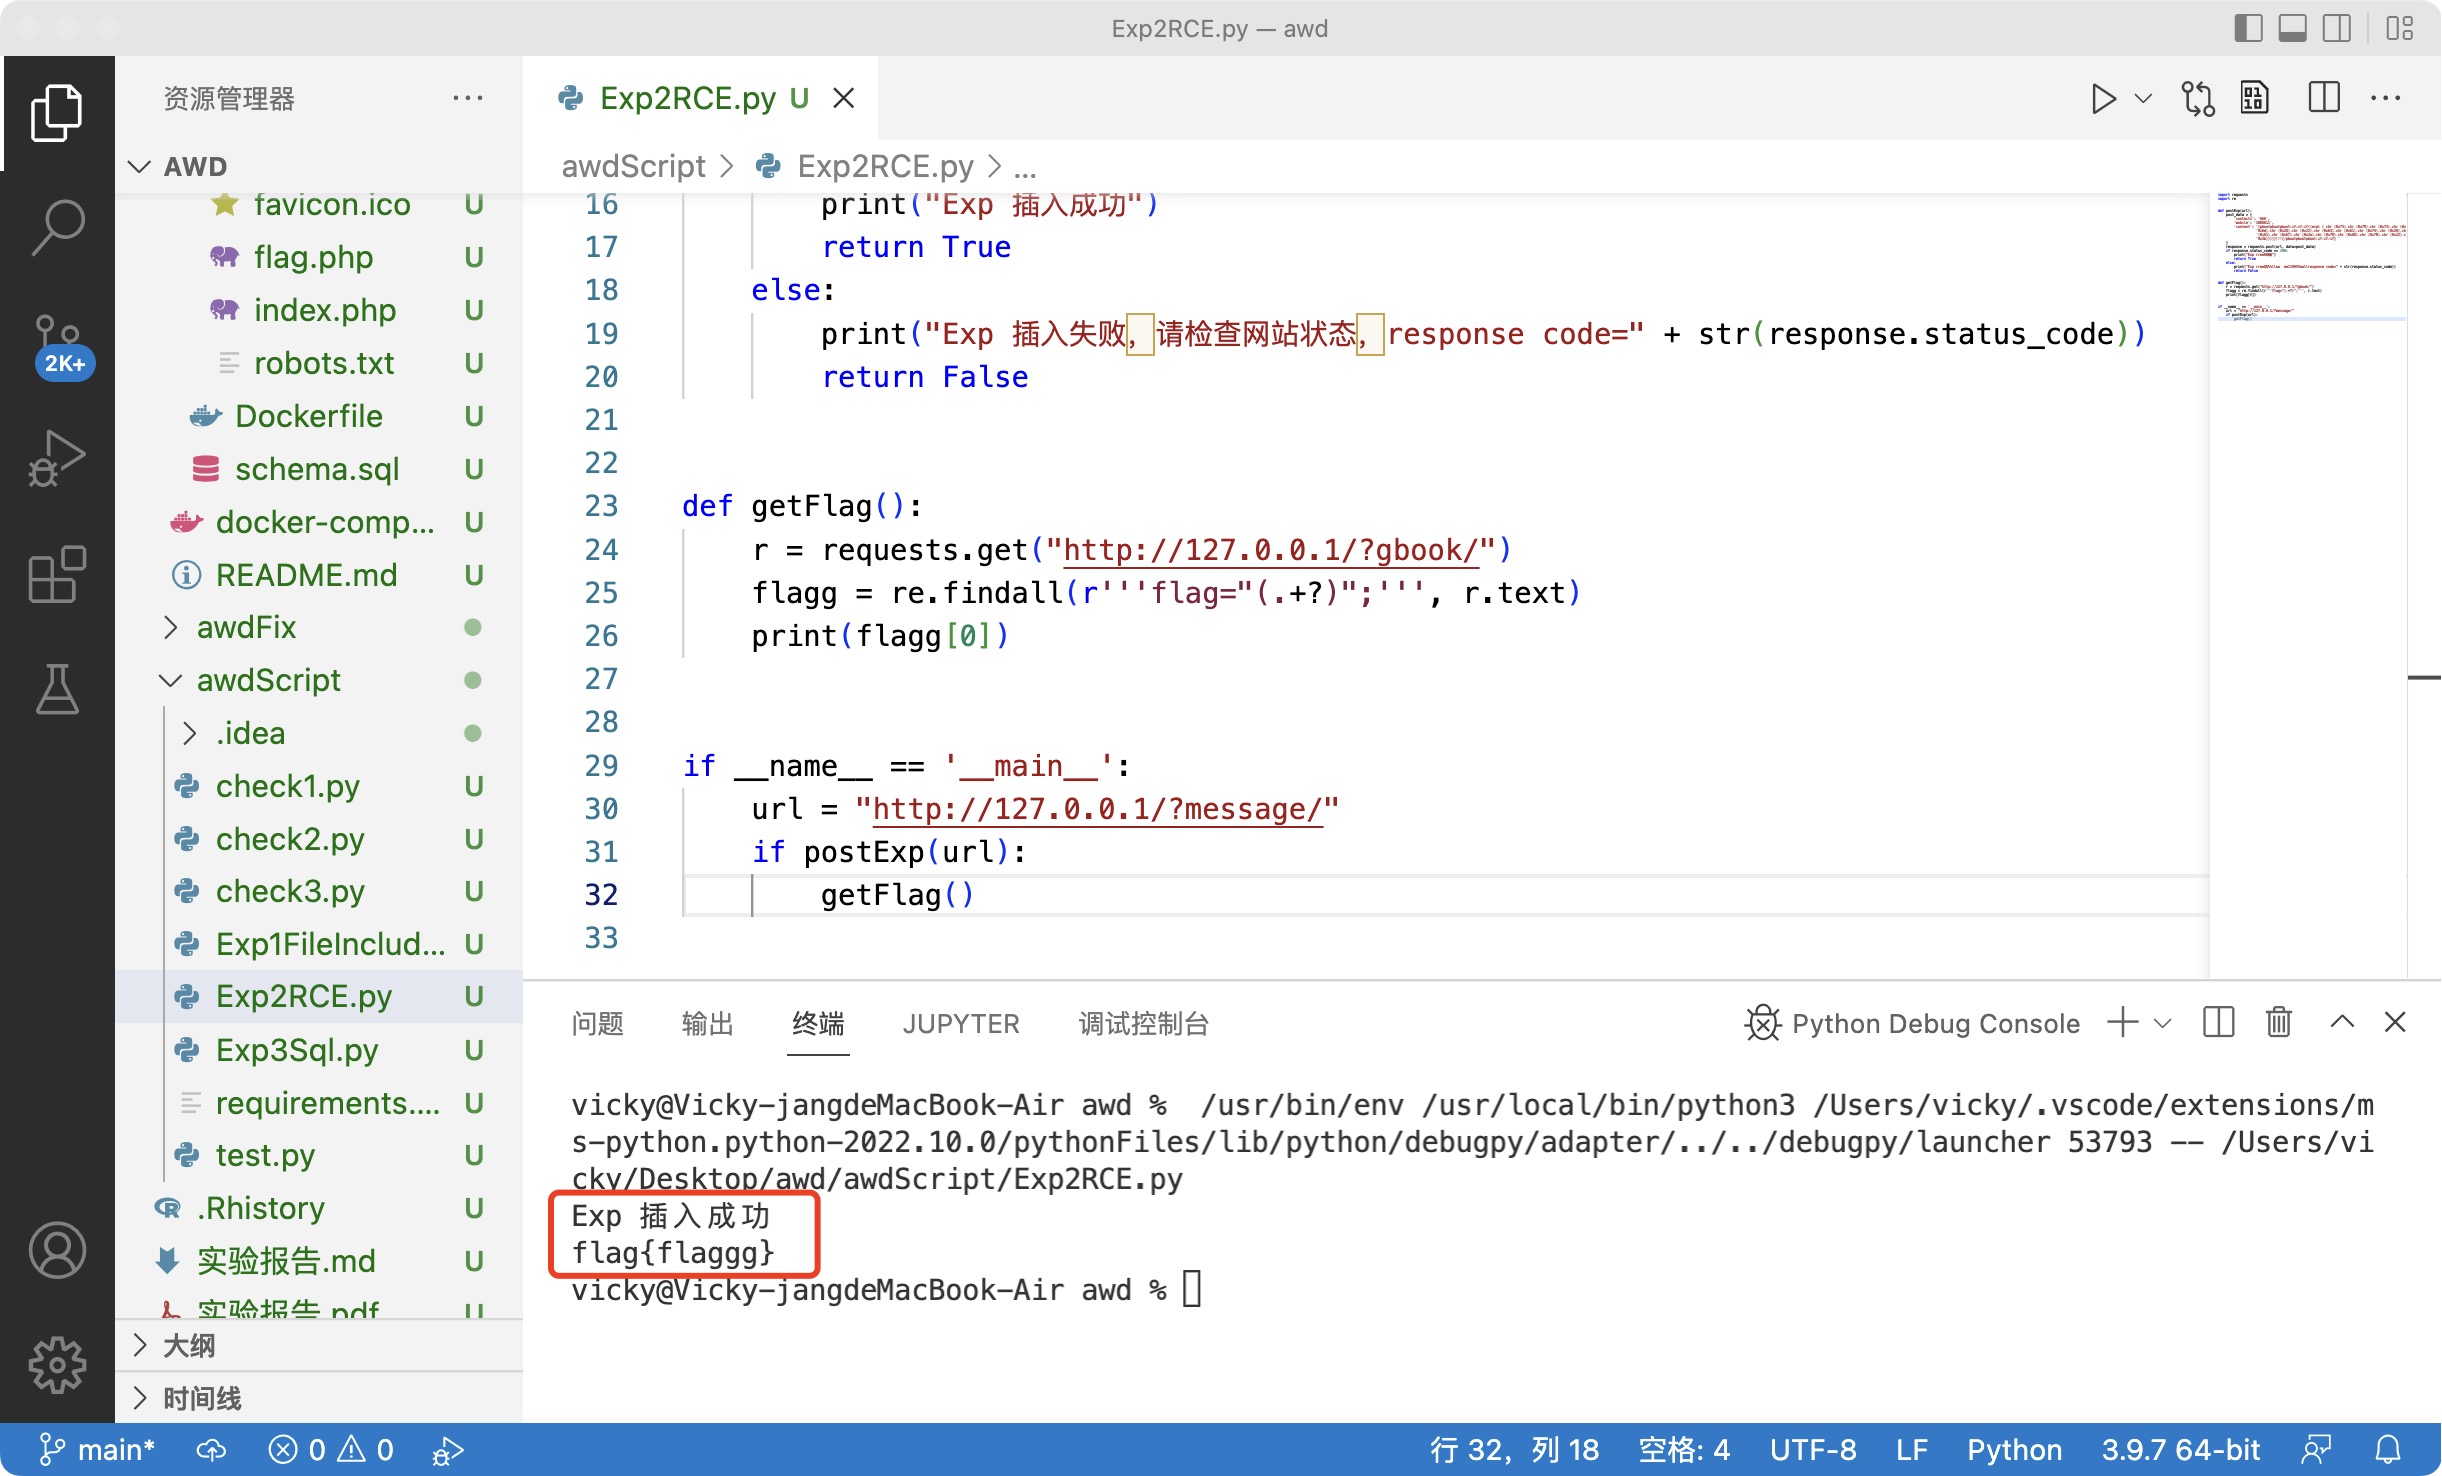 Exp2RCE.py — awd
资源管理器
AWD
favicon.ico U
flag.php U
index.php U
robots.txt U
Dockerfile U
schema.sql U
docker-comp... U
README.md U
awdFix
awdScript
.idea
check1.py U
check2.py U
check3.py U
Exp1FileInclud... U
Exp2RCE.py U
Exp3Sql.py U
requirements.... U
test.py U
.Rhistory U
实验报告.md U
实验报告.pdf U
大纲
时间线
2K+
Exp2RCE.py U
awdScript > Exp2RCE.py > ...
16 print("Exp 插入成功")
17 return True
18 else:
19 print("Exp 插入失败，请检查网站状态，response code=" + str(response.status_code))
20 return False
21
22
23 def getFlag():
24 r = requests.get("http://127.0.0.1/?gbook/")
25 flagg = re.findall(r'''flag="(.+?)";''', r.text)
26 print(flagg[0])
27
28
29 if __name__ == '__main__':
30 url = "http://127.0.0.1/?message/"
31 if postExp(url):
32 getFlag()
33
问题 输出 终端 JUPYTER 调试控制台 Python Debug Console
vicky@Vicky-jangdeMacBook-Air awd %  /usr/bin/env /usr/local/bin/python3 /Users/vicky/.vscode/extensions/m
s-python.python-2022.10.0/pythonFiles/lib/python/debugpy/adapter/../../debugpy/launcher 53793 -- /Users/vi
cky/Desktop/awd/awdScript/Exp2RCE.py
Exp 插入成功
flag{flaggg}
vicky@Vicky-jangdeMacBook-Air awd %
main* 0 0 行 32，列 18 空格: 4 UTF-8 LF Python 3.9.7 64-bit